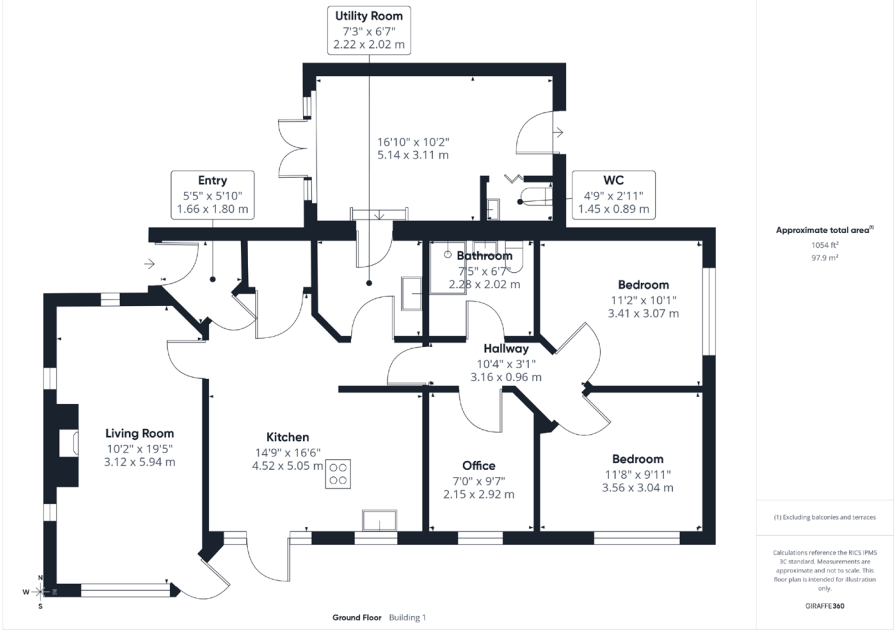 Utility Room
7'3" x 6'7"
2.22 x 2.02 m
16'10" x 10'2"
5.14 x 3.11 m
Entry
5'5" x 5'10"
1.66 x 1.80 m
WC
4'9" x 2'11"
1.45 x 0.89 m
Bathroom
7'5" x 6'7"
2.28 x 2.02 m
Bedroom
11'2" x 10'1"
3.41 x 3.07 m
Hallway
10'4" x 3'1"
3.16 x 0.96 m
Living Room
10'2" x 19'5"
3.12 x 5.94 m
Kitchen
14'9" x 16'6"
4.52 x 5.05 m
Office
7'0" x 9'7"
2.15 x 2.92 m
Bedroom
11'8" x 9'11"
3.56 x 3.04 m
N
W E
S
Ground Floor Building 1
Approximate total area(1)
1054 ft²
97.9 m²
(1) Excluding balconies and terraces
Calculations reference the RICS IPMS
3C standard. Measurements are
approximate and not to scale. This
floor plan is intended for illustration
only.
GIRAFFE360